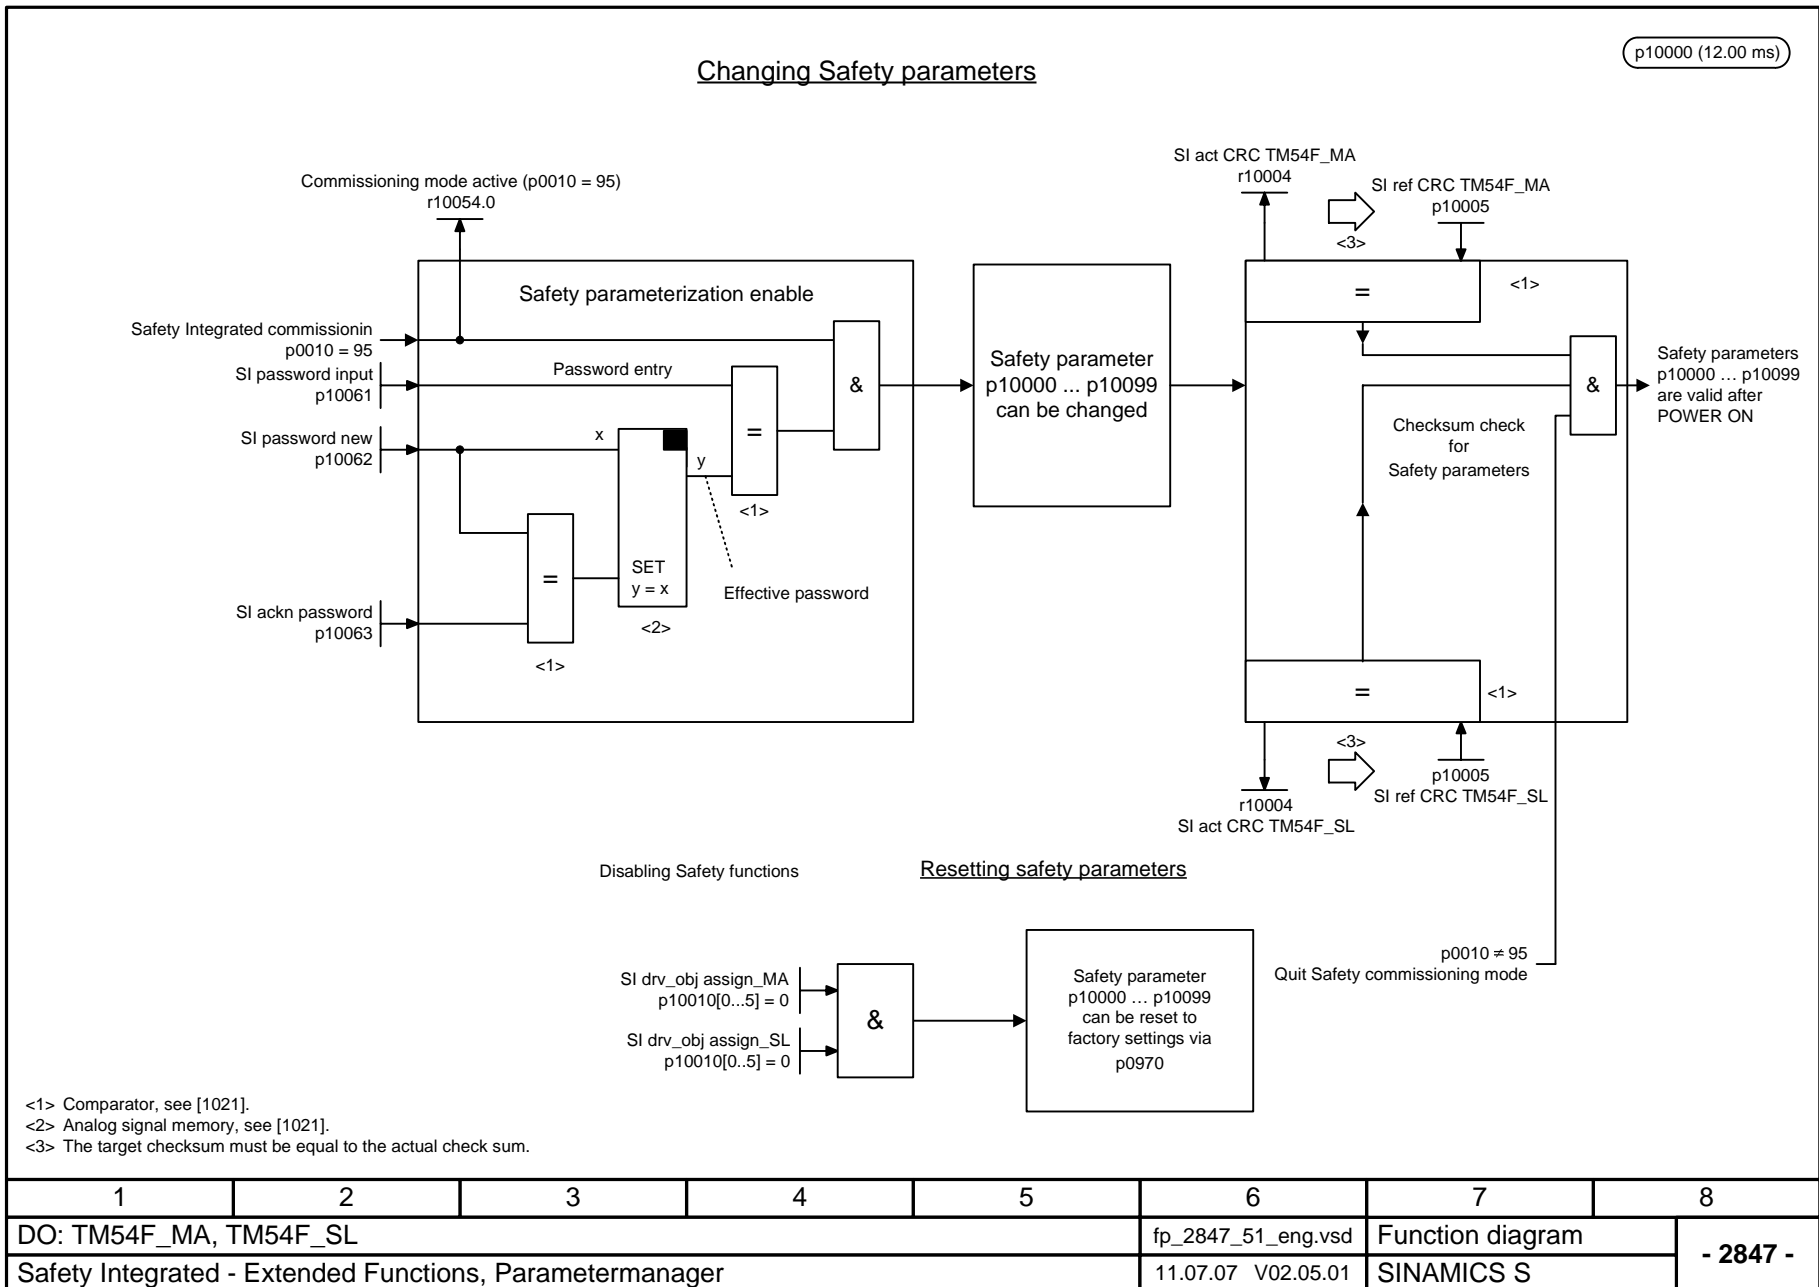 Changing Safety parameters
p10000 (12.00 ms)
Commissioning mode active (p0010 = 95)
r10054.0
Safety parameterization enable
Safety Integrated commissionin
p0010 = 95
SI password input
p10061
SI password new
p10062
SI ackn password
p10063
Password entry
x
y
=
SET
y = x
<2>
<1>
=
<1>
Effective password
&
Safety parameter
p10000 ... p10099
can be changed
SI act CRC TM54F_MA
r10004
<3>
SI ref CRC TM54F_MA
p10005
=
<1>
Checksum check
for
Safety parameters
&
Safety parameters
p10000 … p10099
are valid after
POWER ON
=
<1>
<3>
r10004
SI act CRC TM54F_SL
p10005
SI ref CRC TM54F_SL
p0010 ≠ 95
Quit Safety commissioning mode
Disabling Safety functions
Resetting safety parameters
SI drv_obj assign_MA
p10010[0...5] = 0
SI drv_obj assign_SL
p10010[0..5] = 0
&
Safety parameter
p10000 … p10099
can be reset to
factory settings via
p0970
<1> Comparator, see [1021].
<2> Analog signal memory, see [1021].
<3> The target checksum must be equal to the actual check sum.
1 2 3 4 5 6 7 8
DO: TM54F_MA, TM54F_SL
fp_2847_51_eng.vsd
Function diagram
- 2847 -
Safety Integrated - Extended Functions, Parametermanager
11.07.07 V02.05.01
SINAMICS S